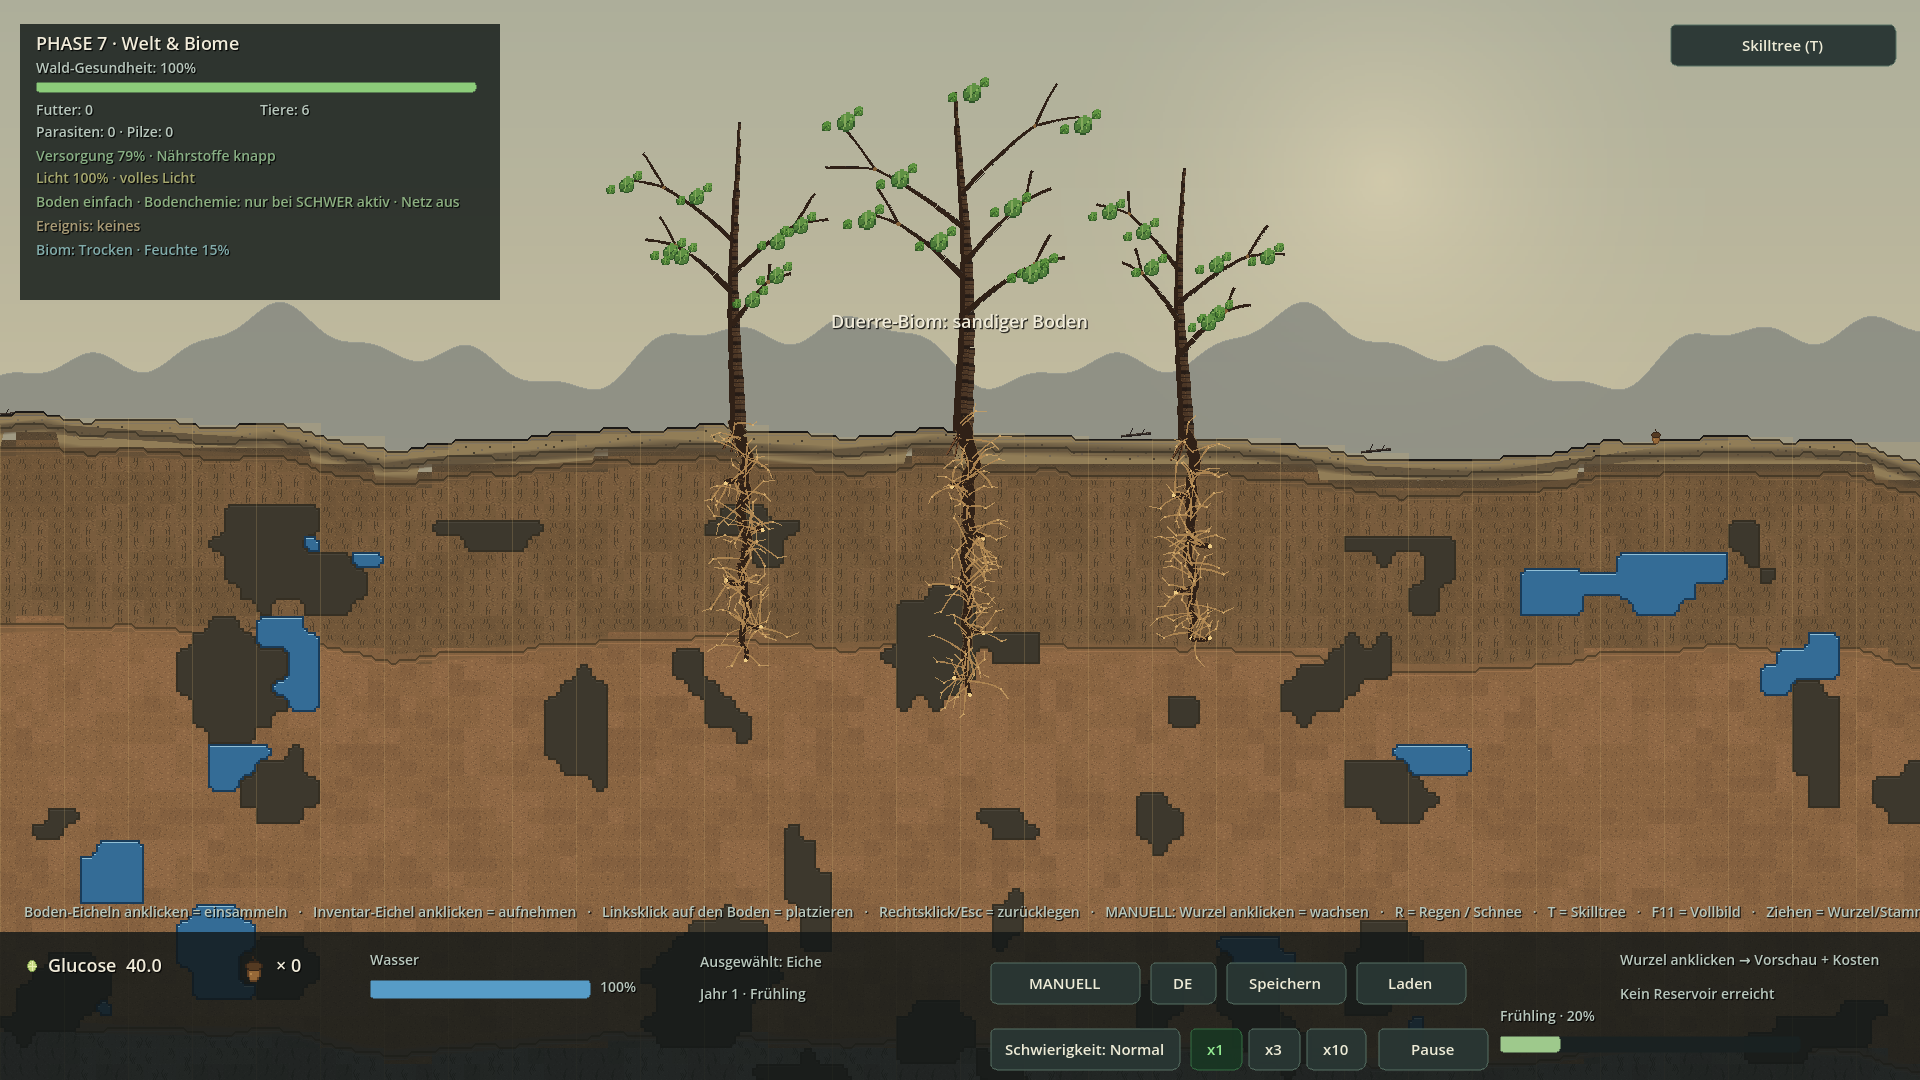 PHASE 7 · Welt & Biome
Wald-Gesundheit: 100%
Futter: 0 Tiere: 6
Parasiten: 0 · Pilze: 0
Versorgung 79% · Nährstoffe knapp
Licht 100% · volles Licht
Boden einfach · Bodenchemie: nur bei SCHWER aktiv · Netz aus
Ereignis: keines
Biom: Trocken · Feuchte 15%
Skilltree (T)
Duerre-Biom: sandiger Boden
Boden-Eicheln anklicken = einsammeln · Inventar-Eichel anklicken = aufnehmen · Linksklick auf den Boden = platzieren · Rechtsklick/Esc = zurücklegen · MANUELL: Wurzel anklicken = wachsen · R = Regen / Schnee · T = Skilltree · F11 = Vollbild · Ziehen = Wurzel/Stam
Glucose 40.0
× 0
Wasser
100%
Ausgewählt: Eiche
Jahr 1 · Frühling
MANUELL
DE
Speichern
Laden
Schwierigkeit: Normal
x1
x3
x10
Pause
Wurzel anklicken → Vorschau + Kosten
Kein Reservoir erreicht
Frühling · 20%